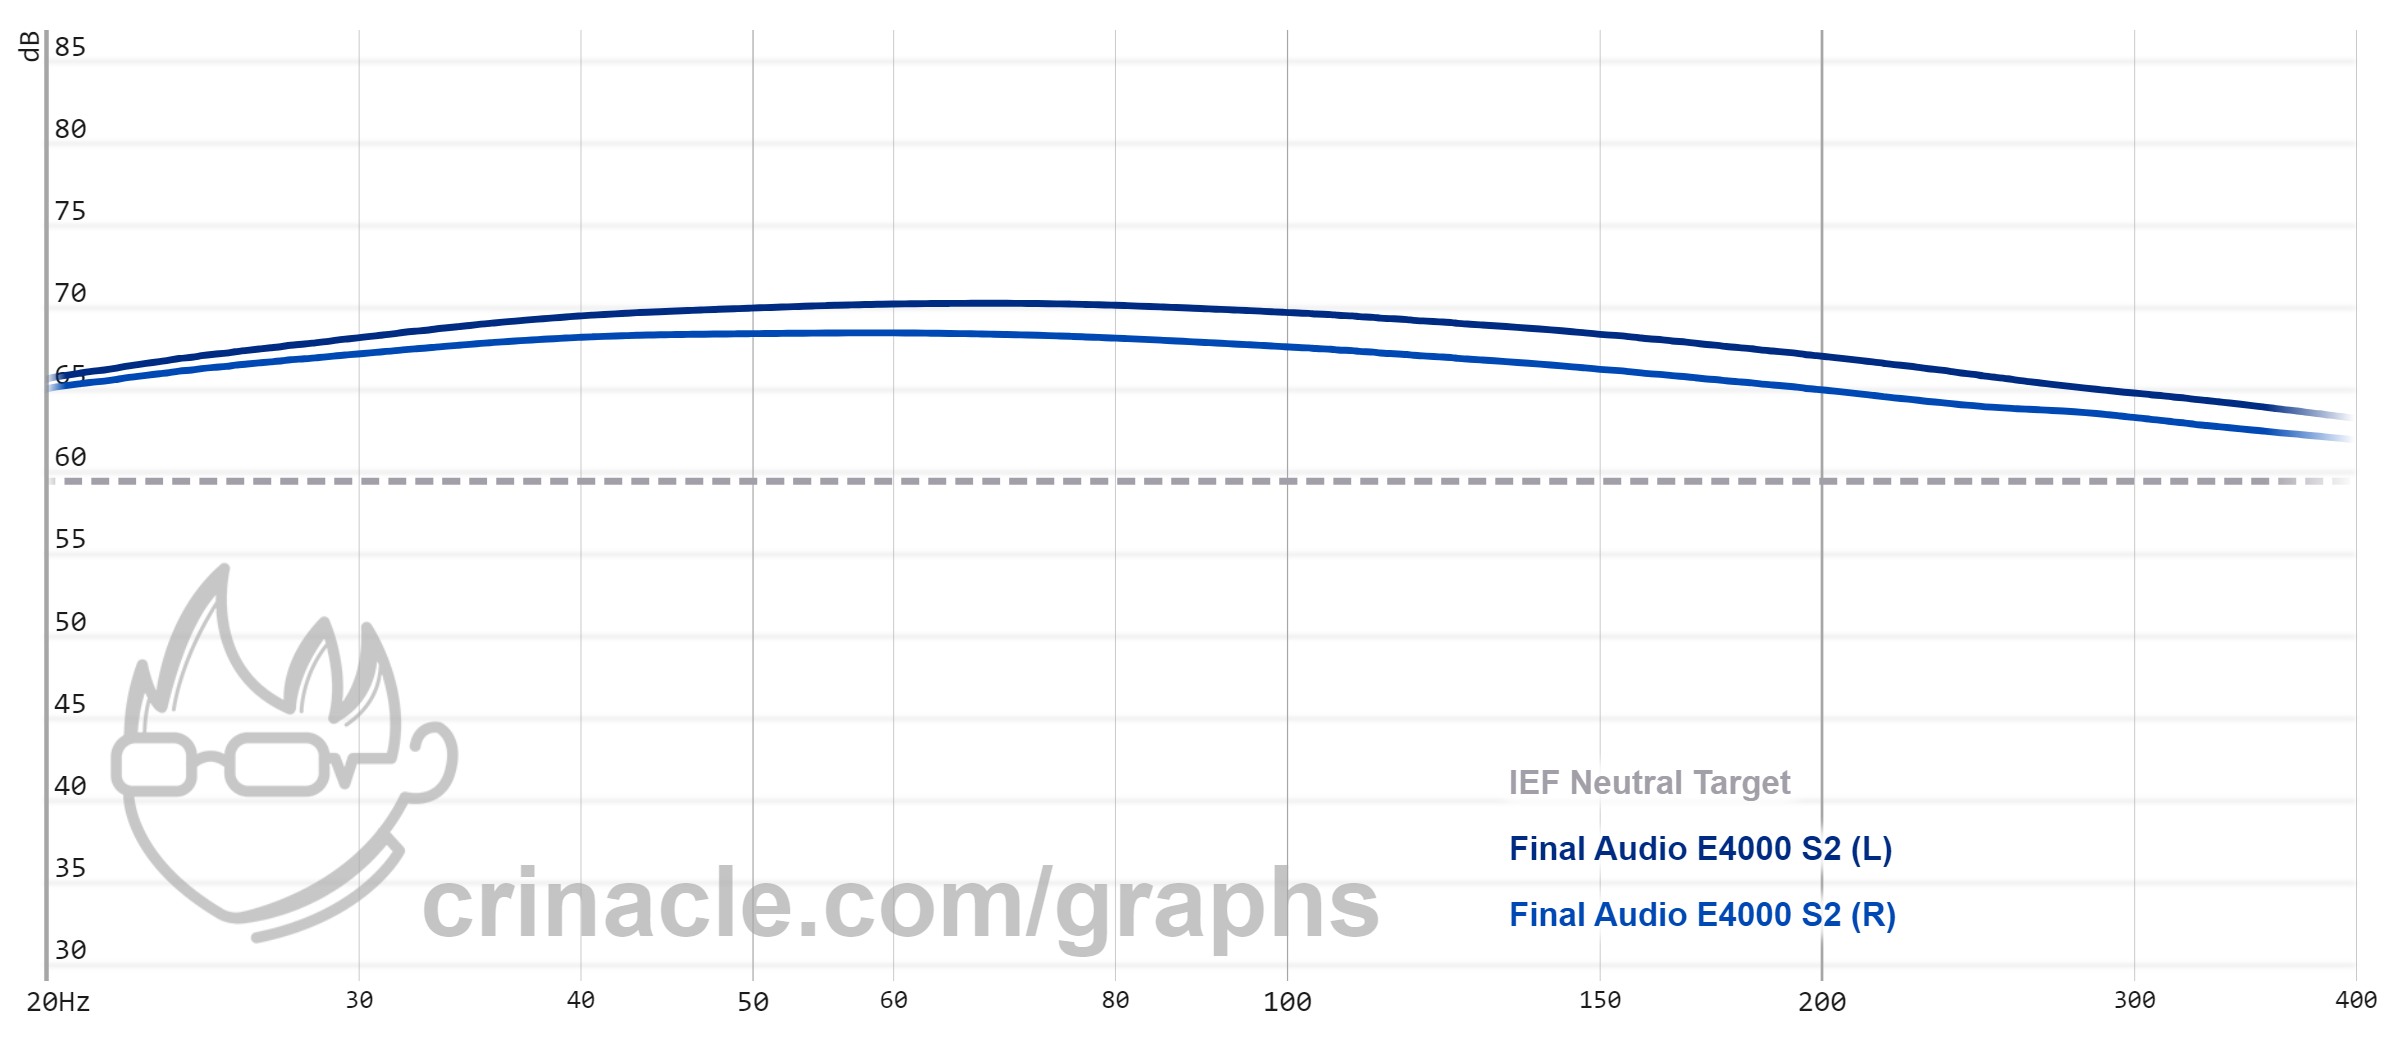 dB
85
80
75
70
65
60
55
50
45
40
35
30
IEF Neutral Target
Final Audio E4000 S2 (L)
Final Audio E4000 S2 (R)
crinacle.com/graphs
20Hz 30 40 50 60 80 100 150 200 300 400